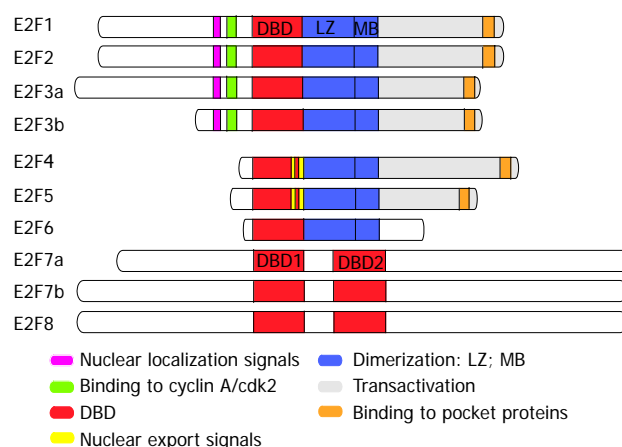 E2F1 DBD LZ MB
E2F2
E2F3a
E2F3b
E2F4
E2F5
E2F6
E2F7a DBD1 DBD2
E2F7b
E2F8
Nuclear localization signals
Binding to cyclin A/cdk2
DBD
Nuclear export signals
Dimerization: LZ; MB
Transactivation
Binding to pocket proteins